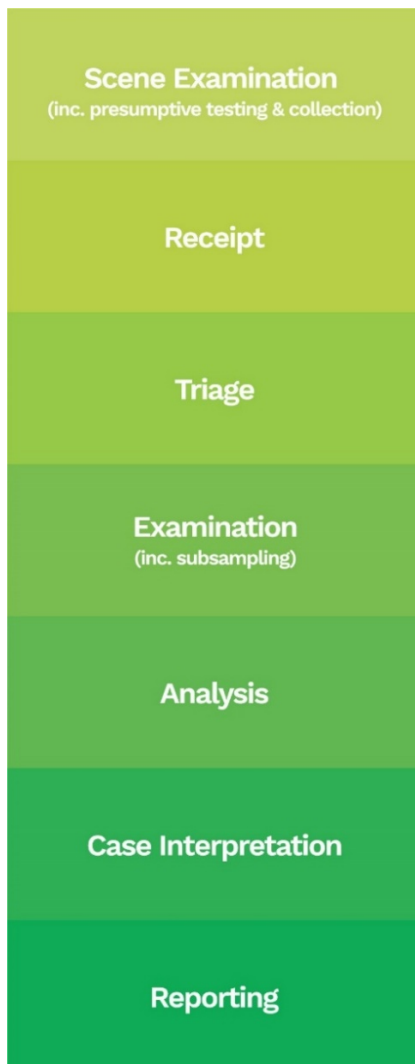 Scene Examination
(inc. presumptive testing & collection)
Receipt
Triage
Examination
(inc. subsampling)
Analysis
Case Interpretation
Reporting